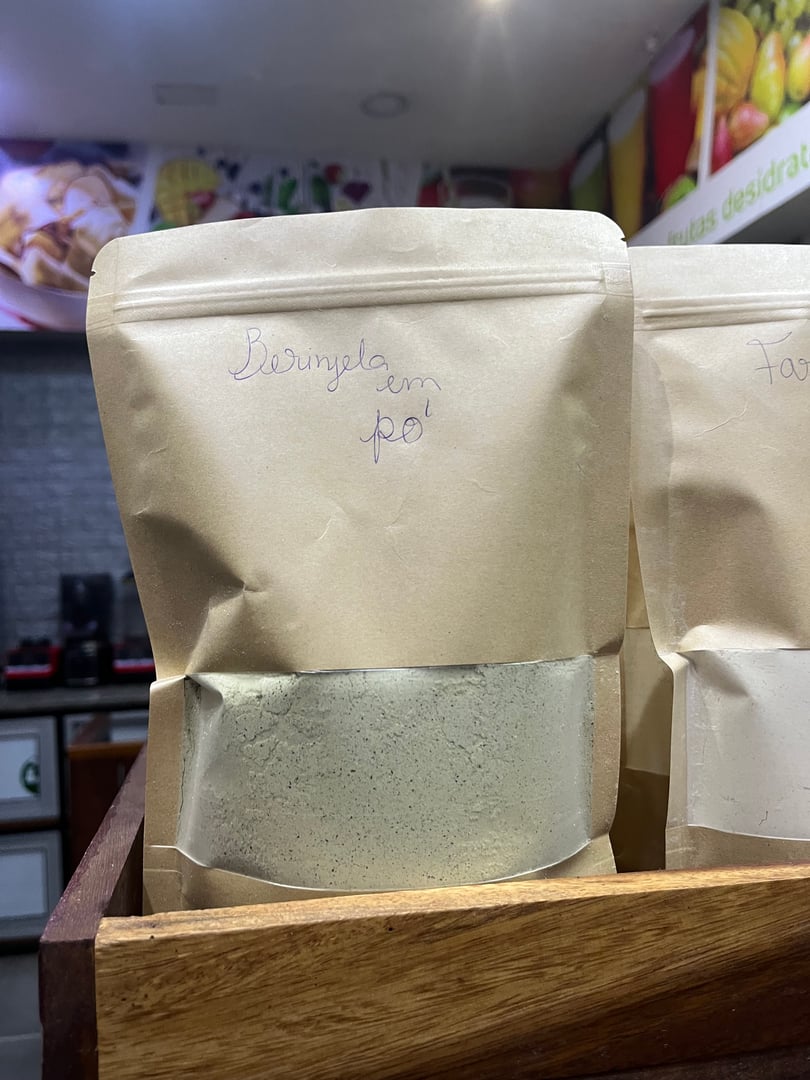 frutas desidrat
Berinjela
em
pó
Far